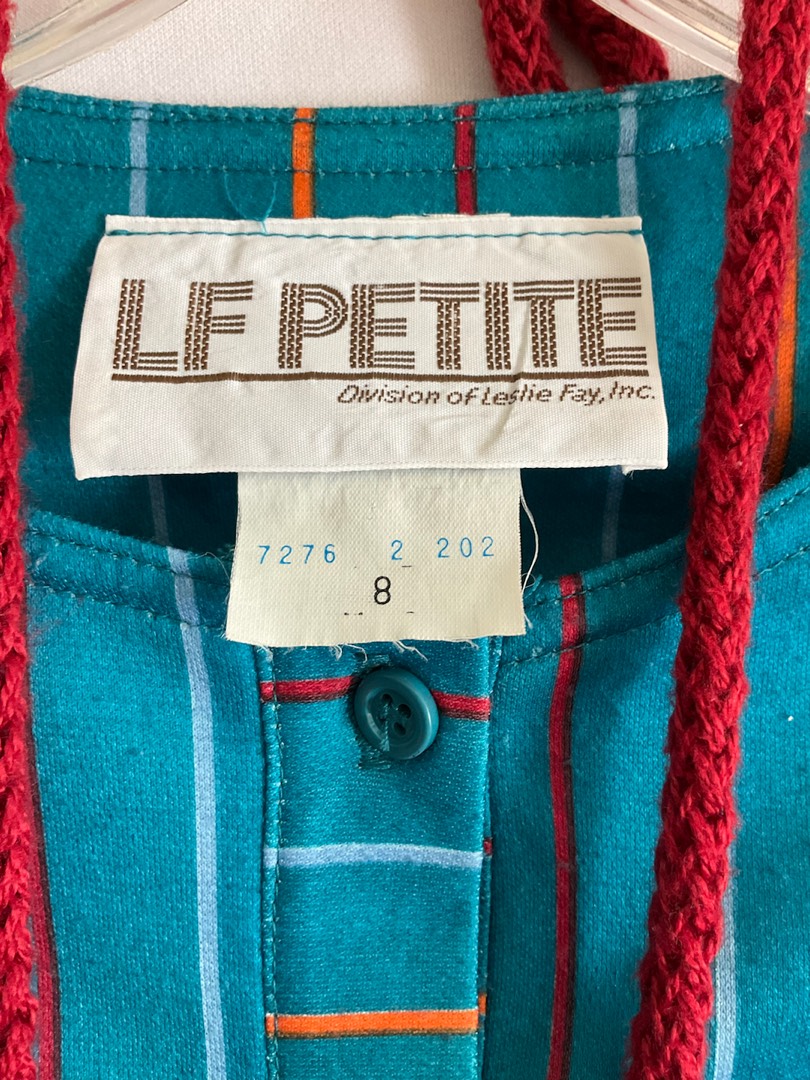 LF PETITE
Division of Leslie Fay, Inc.
7276 2 202
8